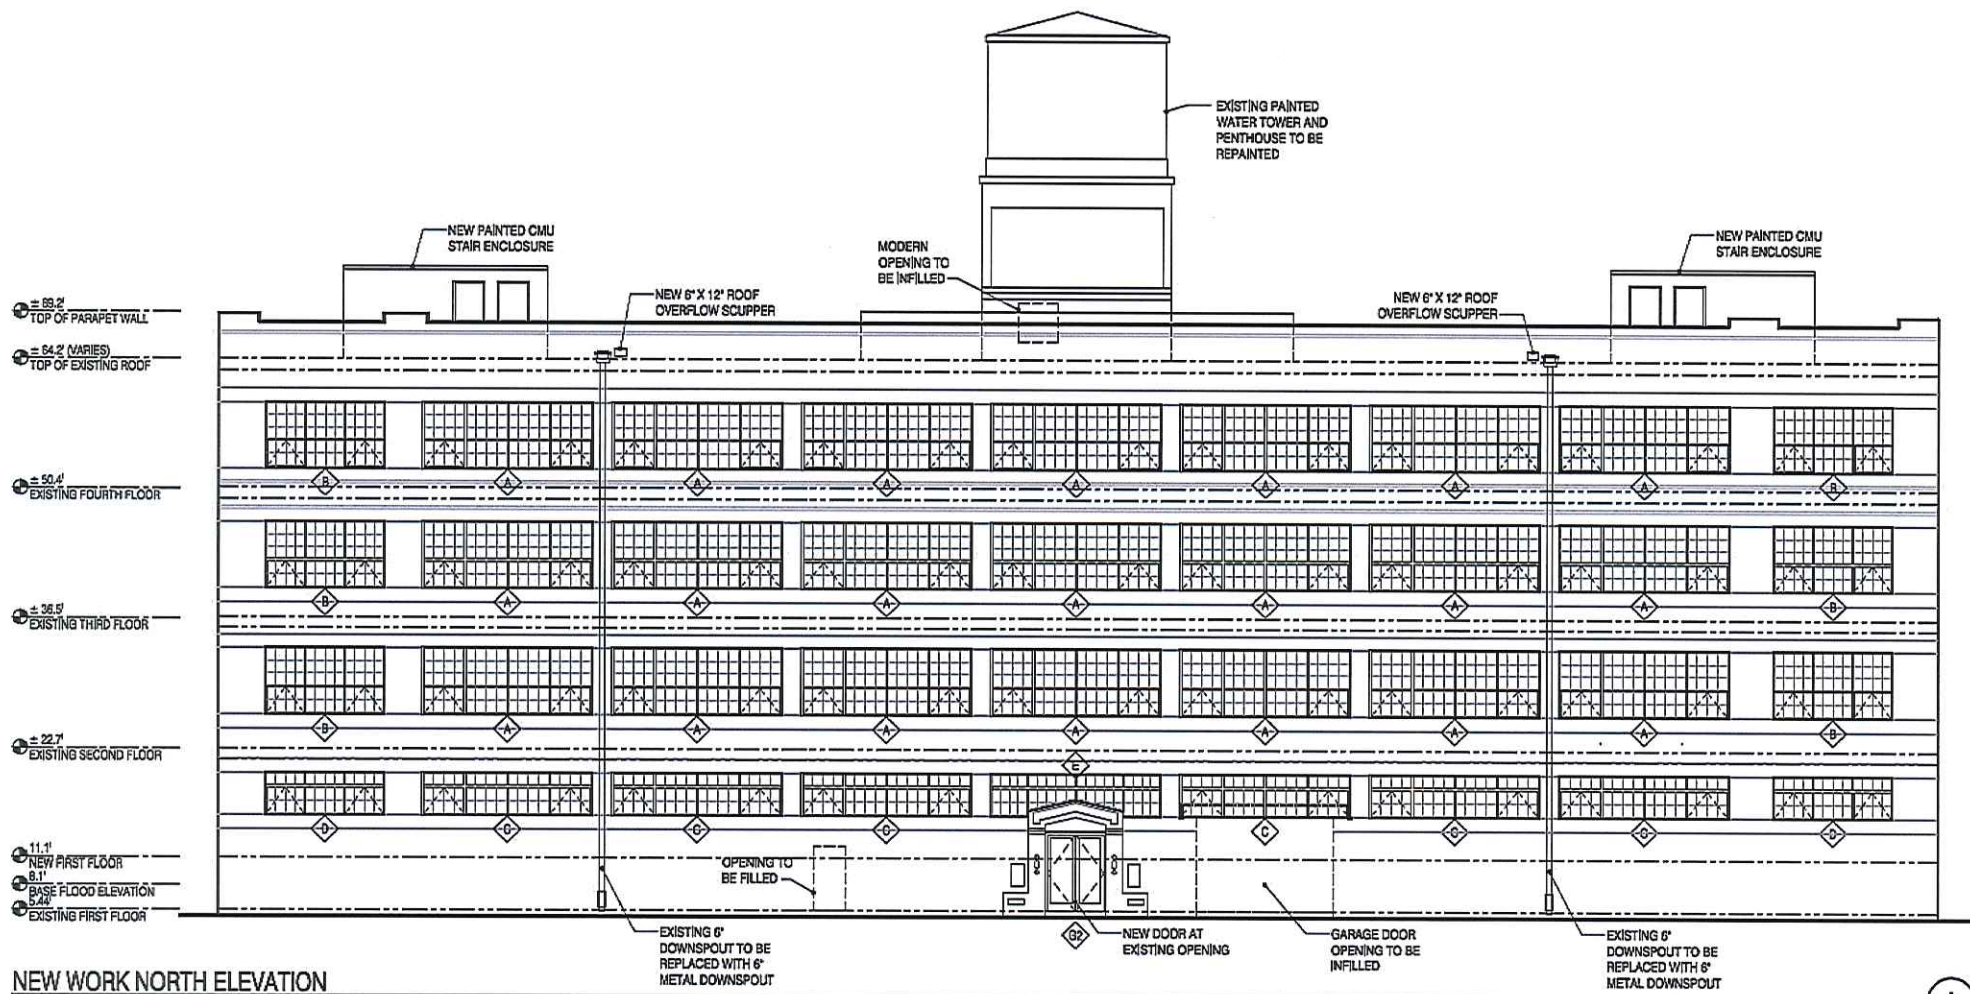 EXISTING PAINTED
WATER TOWER AND
PENTHOUSE TO BE
REPAINTED
NEW PAINTED CMU
STAIR ENCLOSURE
MODERN
OPENING TO
BE INFILLED
NEW PAINTED CMU
STAIR ENCLOSURE
NEW 6" X 12" ROOF
OVERFLOW SCUPPER
NEW 6" X 12" ROOF
OVERFLOW SCUPPER
TOP OF PARAPET WALL
± 64.2' (VARIES)
TOP OF EXISTING ROOF
B A A A A A A A B
± 50.4'
EXISTING FOURTH FLOOR
B A A A A A A A B
± 36.5'
EXISTING THIRD FLOOR
B A A A A A A A B
± 22.7'
EXISTING SECOND FLOOR
D C C C C C C D
11.1'
NEW FIRST FLOOR
8.1'
BASE FLOOD ELEVATION
5.44'
EXISTING FIRST FLOOR
OPENING TO
BE FILLED
G2
EXISTING 6"
DOWNSPOUT TO BE
REPLACED WITH 6"
METAL DOWNSPOUT
NEW DOOR AT
EXISTING OPENING
GARAGE DOOR
OPENING TO BE
INFILLED
EXISTING 6"
DOWNSPOUT TO BE
REPLACED WITH 6"
METAL DOWNSPOUT
NEW WORK NORTH ELEVATION